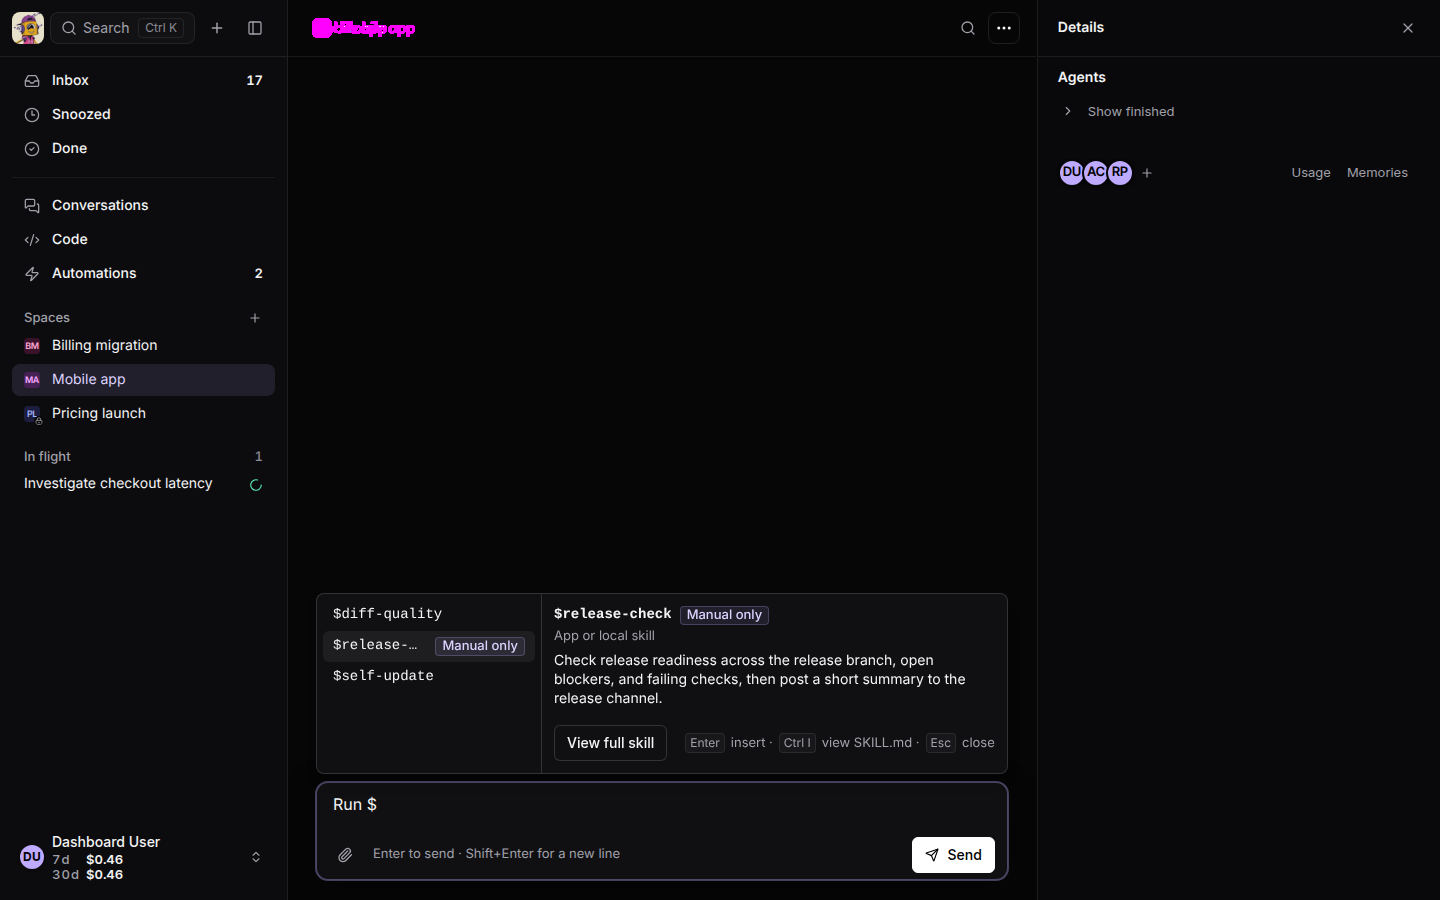 Search Ctrl K
Inbox 17
Snoozed
Done
Conversations
Code
Automations 2
Spaces
BM Billing migration
MA Mobile app
PL Pricing launch
In flight 1
Investigate checkout latency
DU Dashboard User
7d $0.46
30d $0.46
$diff-quality
$release-... Manual only
$self-update
$release-check Manual only
App or local skill
Check release readiness across the release branch, open
blockers, and failing checks, then post a short summary to the
release channel.
View full skill Enter insert · Ctrl I view SKILL.md · Esc close
Run $
Enter to send · Shift+Enter for a new line
Send
Details
Agents
Show finished
DU AC RP Usage Memories